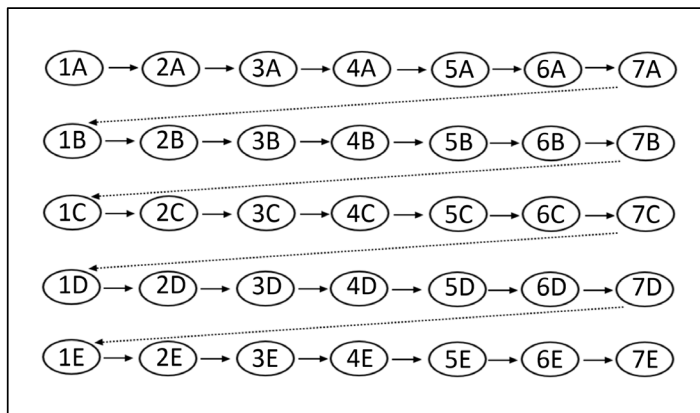 1A 2A 3A 4A 5A 6A 7A
1B 2B 3B 4B 5B 6B 7B
1C 2C 3C 4C 5C 6C 7C
1D 2D 3D 4D 5D 6D 7D
1E 2E 3E 4E 5E 6E 7E